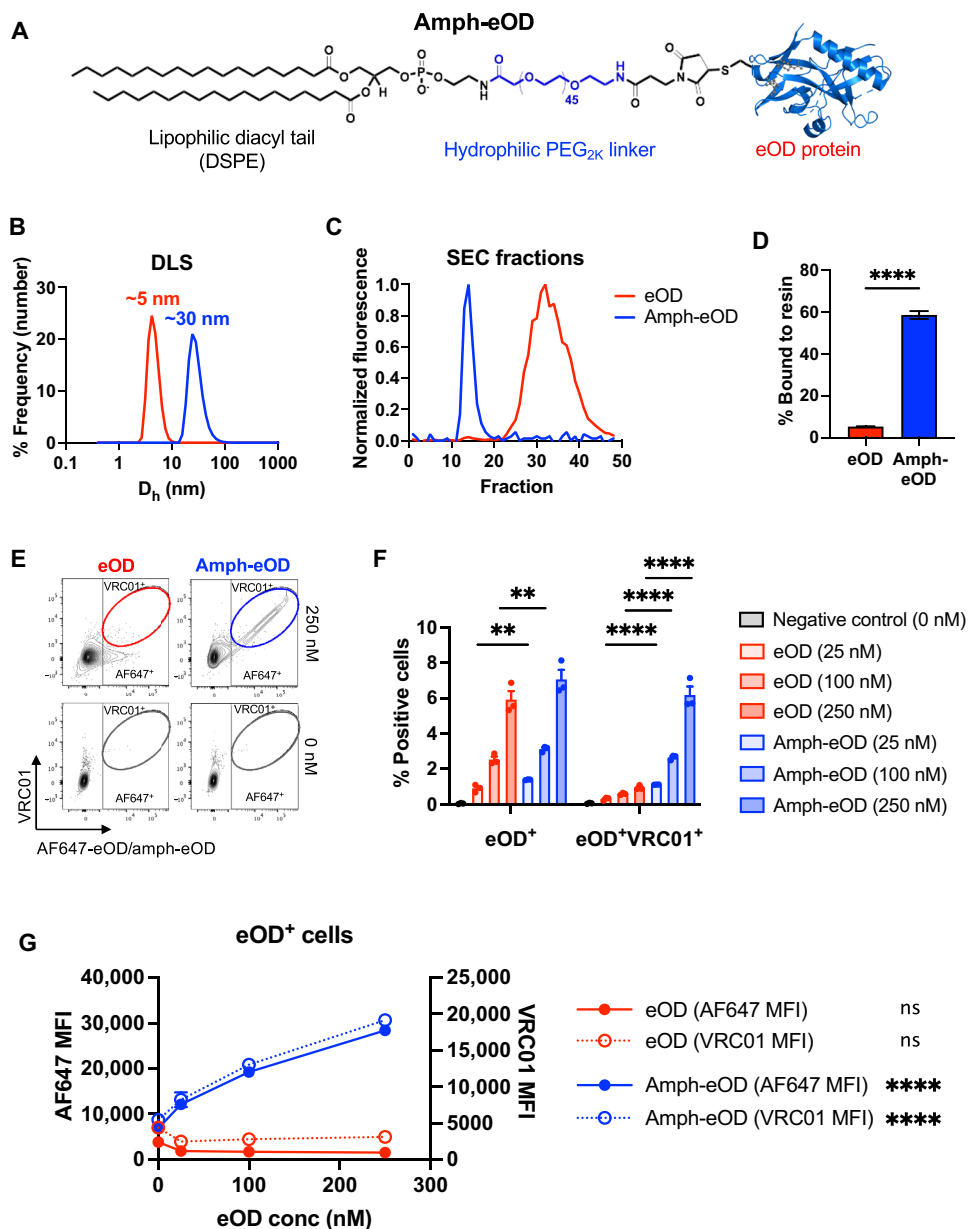 A
Amph-eOD
O
O
O
O
O
P
O
O
O-
H
N
H
O
O
45
O
H
N
O
N
O
O
S
Lipophilic diacyl tail
(DSPE)
Hydrophilic PEG2K linker
eOD protein
B
DLS
% Frequency (number)
30
20
10
0
~5 nm
~30 nm
0.1
1
10
100
1000
Dh (nm)
C
SEC fractions
Normalized fluorescence
1.0
0.8
0.6
0.4
0.2
0.0
0
10
20
30
40
50
Fraction
eOD
Amph-eOD
D
% Bound to resin
80
60
40
20
0
****
eOD
Amph-
eOD
E
eOD
Amph-eOD
VRC01+
AF647+
VRC01+
AF647+
250 nM
VRC01+
AF647+
VRC01+
AF647+
0 nM
VRC01
AF647-eOD/amph-eOD
F
% Positive cells
10
8
6
4
2
0
**
**
****
****
****
eOD+
eOD+VRC01+
Negative control (0 nM)
eOD (25 nM)
eOD (100 nM)
eOD (250 nM)
Amph-eOD (25 nM)
Amph-eOD (100 nM)
Amph-eOD (250 nM)
G
eOD+ cells
AF647 MFI
40,000
30,000
20,000
10,000
0
25,000
20,000
15,000
10,000
5000
0
VRC01 MFI
0
100
200
300
eOD conc (nM)
eOD (AF647 MFI) ns
eOD (VRC01 MFI) ns
Amph-eOD (AF647 MFI) ****
Amph-eOD (VRC01 MFI) ****